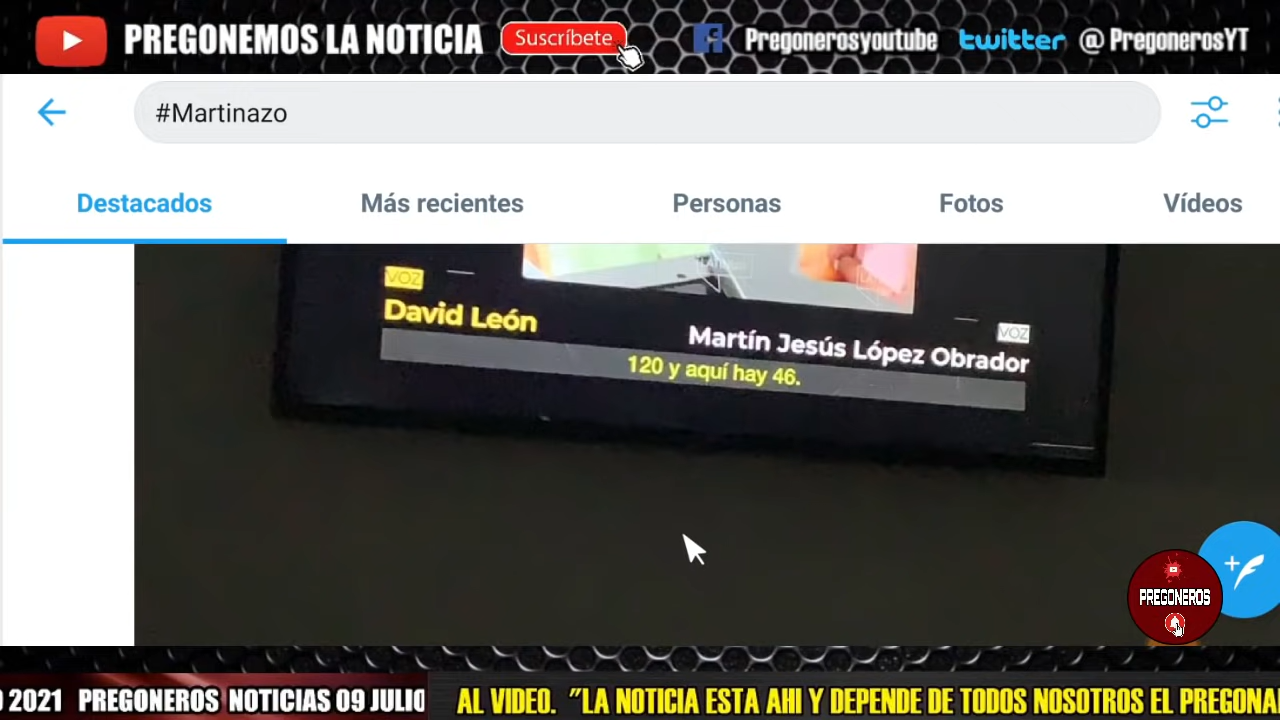 PREGONEMOS LA NOTICIA
Suscríbete
Pregonerosyoutube
twitter
@ PregonerosYT
#Martinazo
Destacados
Más recientes
Personas
Fotos
Vídeos
VOZ
David León
VOZ
Martín Jesús López Obrador
120 y aquí hay 46.
PREGONEROS
2021 PREGONEROS NOTICIAS 09 JULIO
AL VIDEO. "LA NOTICIA ESTA AHI Y DEPENDE DE TODOS NOSOTROS EL PREGONA